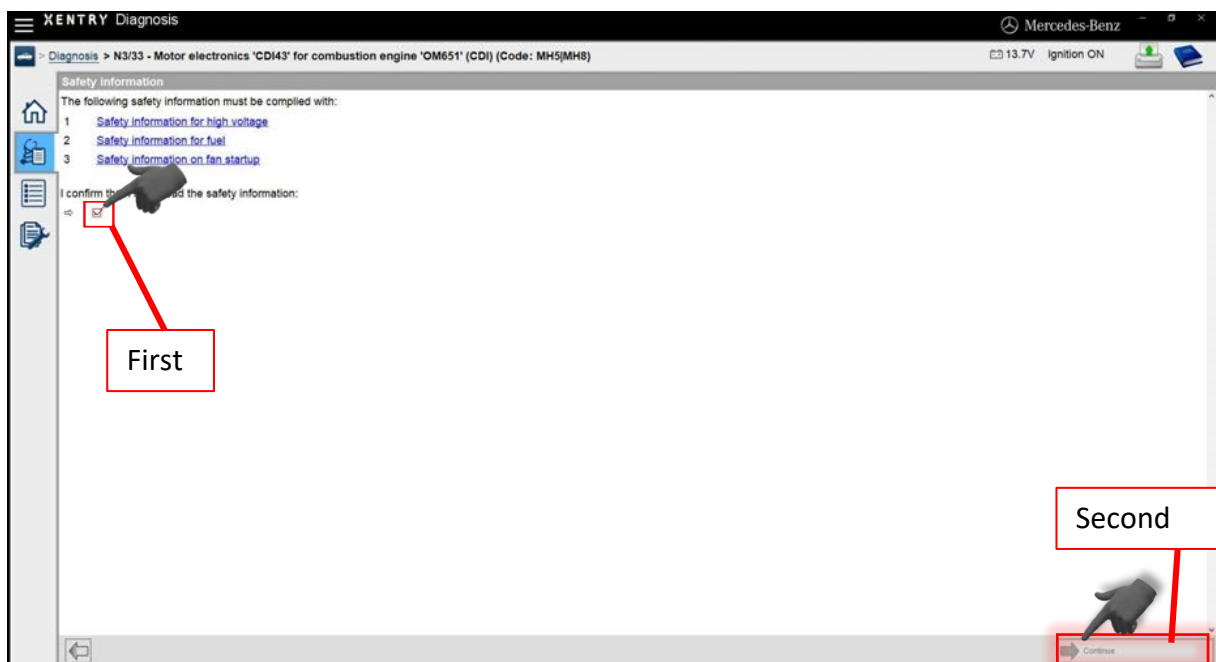 XENTRY Diagnosis
Mercedes-Benz
> Diagnosis > N3/33 - Motor electronics 'CDI43' for combustion engine 'OM651' (CDI) (Code: MH5|MH8)
13.7V Ignition ON
Safety information
The following safety information must be complied with:
1 Safety information for high voltage
2 Safety information for fuel
3 Safety information on fan startup
I confirm the safety information:
First
Second
Continue